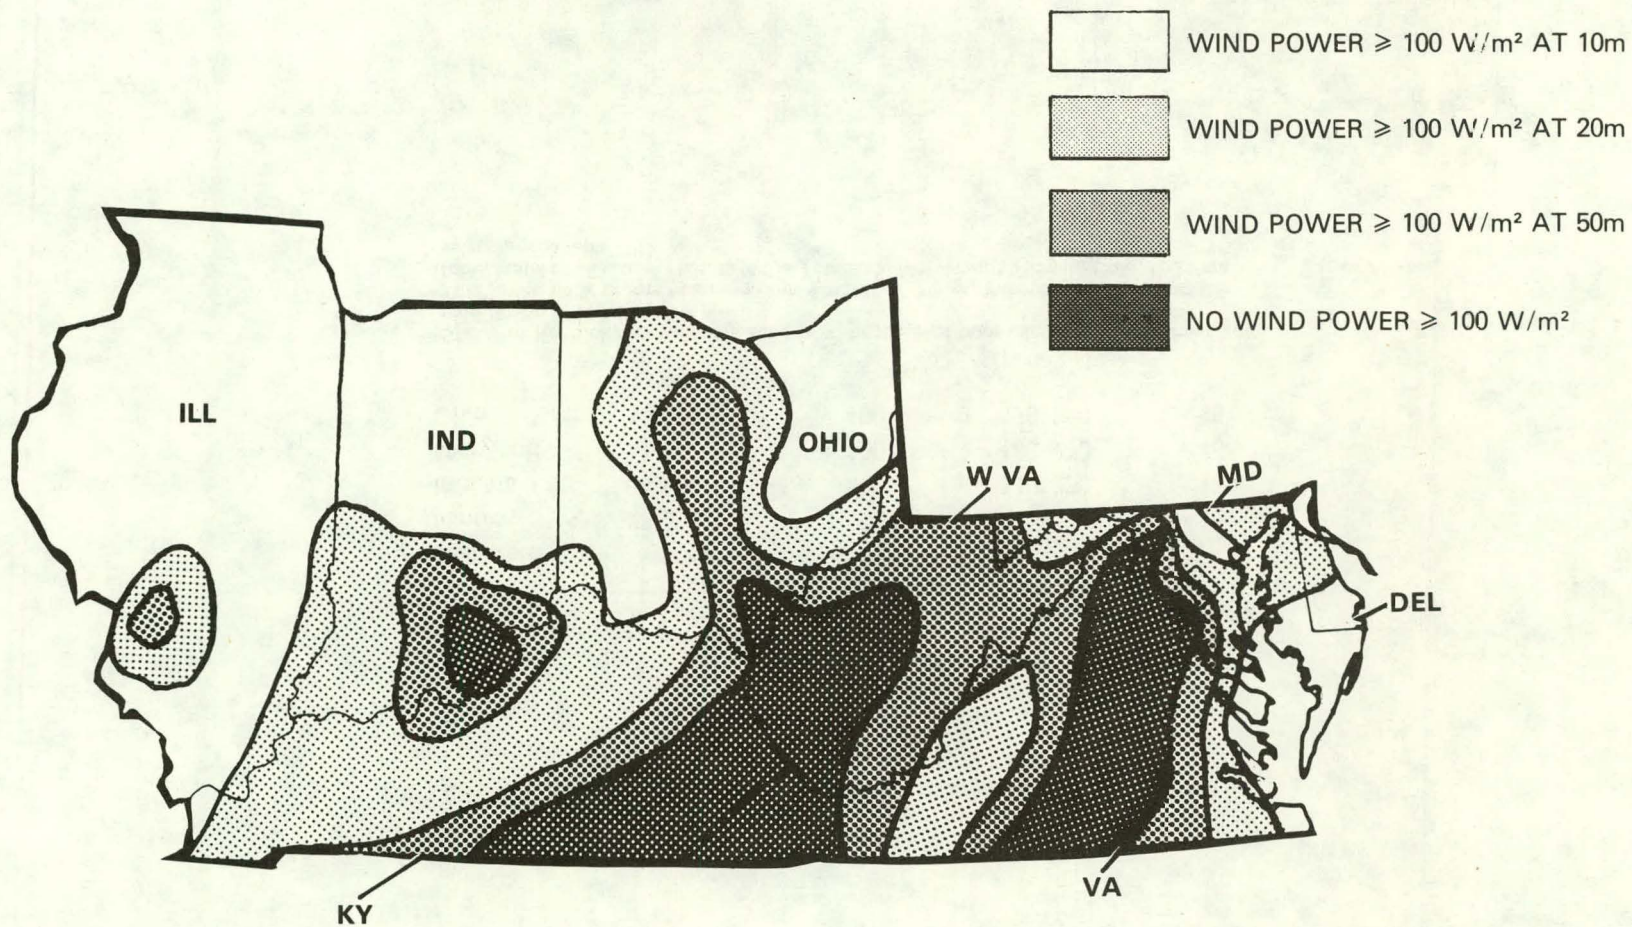 WIND POWER ⩾ 100 W/m² AT 10m
WIND POWER ⩾ 100 W/m² AT 20m
WIND POWER ⩾ 100 W/m² AT 50m
NO WIND POWER ⩾ 100 W/m²
ILL
IND
OHIO
W VA
MD
DEL
VA
KY